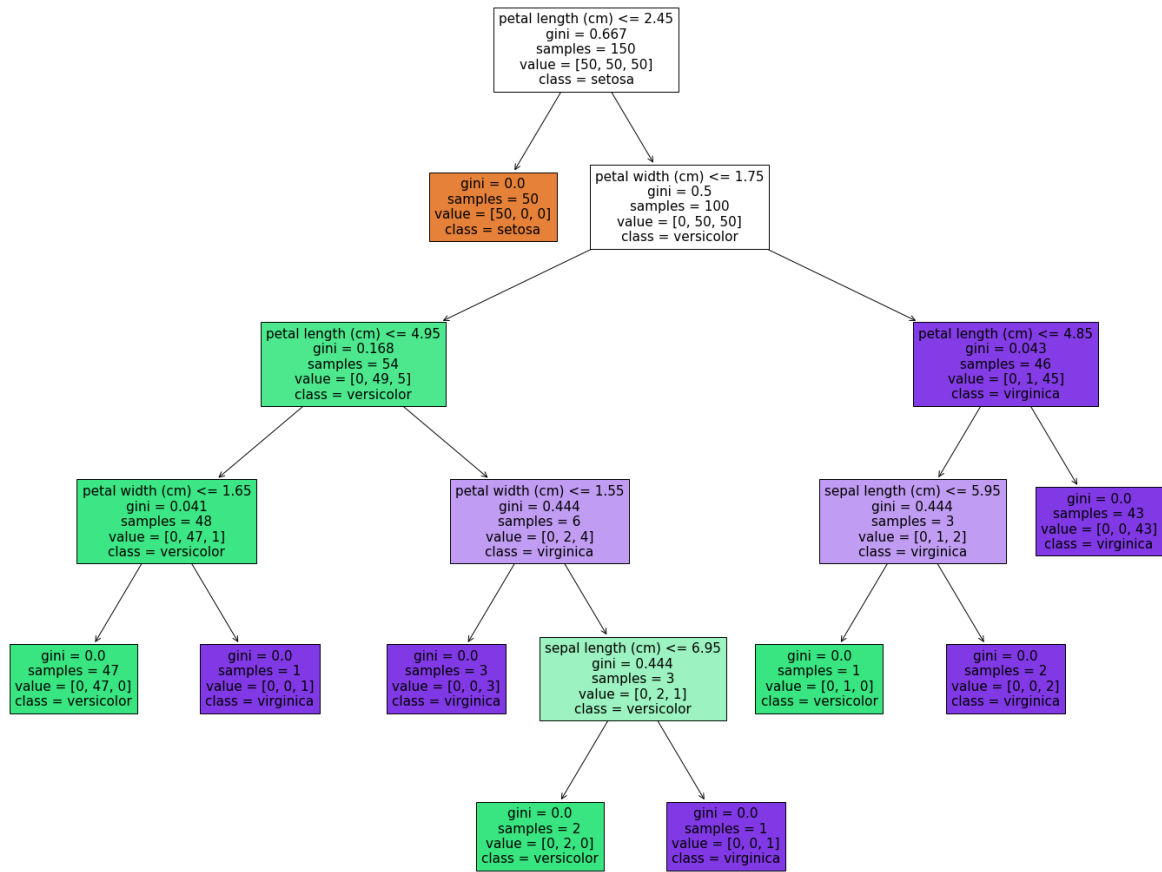 petal length (cm) <= 2.45
gini = 0.667
samples = 150
value = [50, 50, 50]
class = setosa
gini = 0.0
samples = 50
value = [50, 0, 0]
class = setosa
petal width (cm) <= 1.75
gini = 0.5
samples = 100
value = [0, 50, 50]
class = versicolor
petal length (cm) <= 4.95
gini = 0.168
samples = 54
value = [0, 49, 5]
class = versicolor
petal length (cm) <= 4.85
gini = 0.043
samples = 46
value = [0, 1, 45]
class = virginica
petal width (cm) <= 1.65
gini = 0.041
samples = 48
value = [0, 47, 1]
class = versicolor
petal width (cm) <= 1.55
gini = 0.444
samples = 6
value = [0, 2, 4]
class = virginica
sepal length (cm) <= 5.95
gini = 0.444
samples = 3
value = [0, 1, 2]
class = virginica
gini = 0.0
samples = 43
value = [0, 0, 43]
class = virginica
gini = 0.0
samples = 47
value = [0, 47, 0]
class = versicolor
gini = 0.0
samples = 1
value = [0, 0, 1]
class = virginica
gini = 0.0
samples = 3
value = [0, 0, 3]
class = virginica
sepal length (cm) <= 6.95
gini = 0.444
samples = 3
value = [0, 2, 1]
class = versicolor
gini = 0.0
samples = 1
value = [0, 1, 0]
class = versicolor
gini = 0.0
samples = 2
value = [0, 0, 2]
class = virginica
gini = 0.0
samples = 2
value = [0, 2, 0]
class = versicolor
gini = 0.0
samples = 1
value = [0, 0, 1]
class = virginica